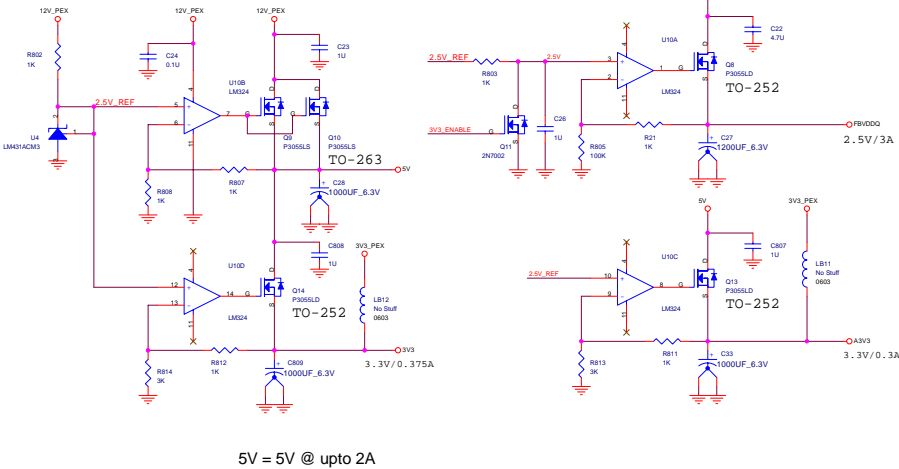 12V_PEX
12V_PEX
12V_PEX
R802
1K
C24
0.1U
C23
1U
U10B
LM324
4
2.5V_REF
5
6
7
11
+
-
G
D
S
G
D
S
Q9
P3055LS
Q10
P3055LS
TO-263
2
1
3
U4
LM431ACM3
5V
R808
1K
R807
1K
+
C28
1000UF_6.3V
C808
1U
3V3_PEX
U10D
4
12
13
14
11
+
-
LM324
G
D
S
Q14
P3055LD
TO-252
LB12
No Stuff
0603
R814
3K
R812
1K
3V3
3.3V/0.375A
+
C809
1000UF_6.3V
2.5V_REF
R803
1K
2.5V
3V3_ENABLE
G
D
S
Q11
2N7002
C26
1U
U10A
4
3
2
1
11
+
-
LM324
G
D
S
Q8
P3055LD
TO-252
C22
4.7U
R805
100K
R21
1K
FBVDDQ
2.5V/3A
+
C27
1200UF_6.3V
5V
3V3_PEX
C807
1U
2.5V_REF
U10C
4
10
9
8
11
+
-
LM324
G
D
S
Q13
P3055LD
TO-252
LB11
No Stuff
0603
R813
3K
R811
1K
A3V3
3.3V/0.3A
+
C33
1000UF_6.3V
5V = 5V @ upto 2A